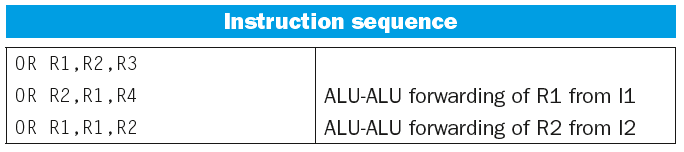 Instruction sequence
OR R1,R2,R3
OR R2,R1,R4 ALU-ALU forwarding of R1 from I1
OR R1,R1,R2 ALU-ALU forwarding of R2 from I2